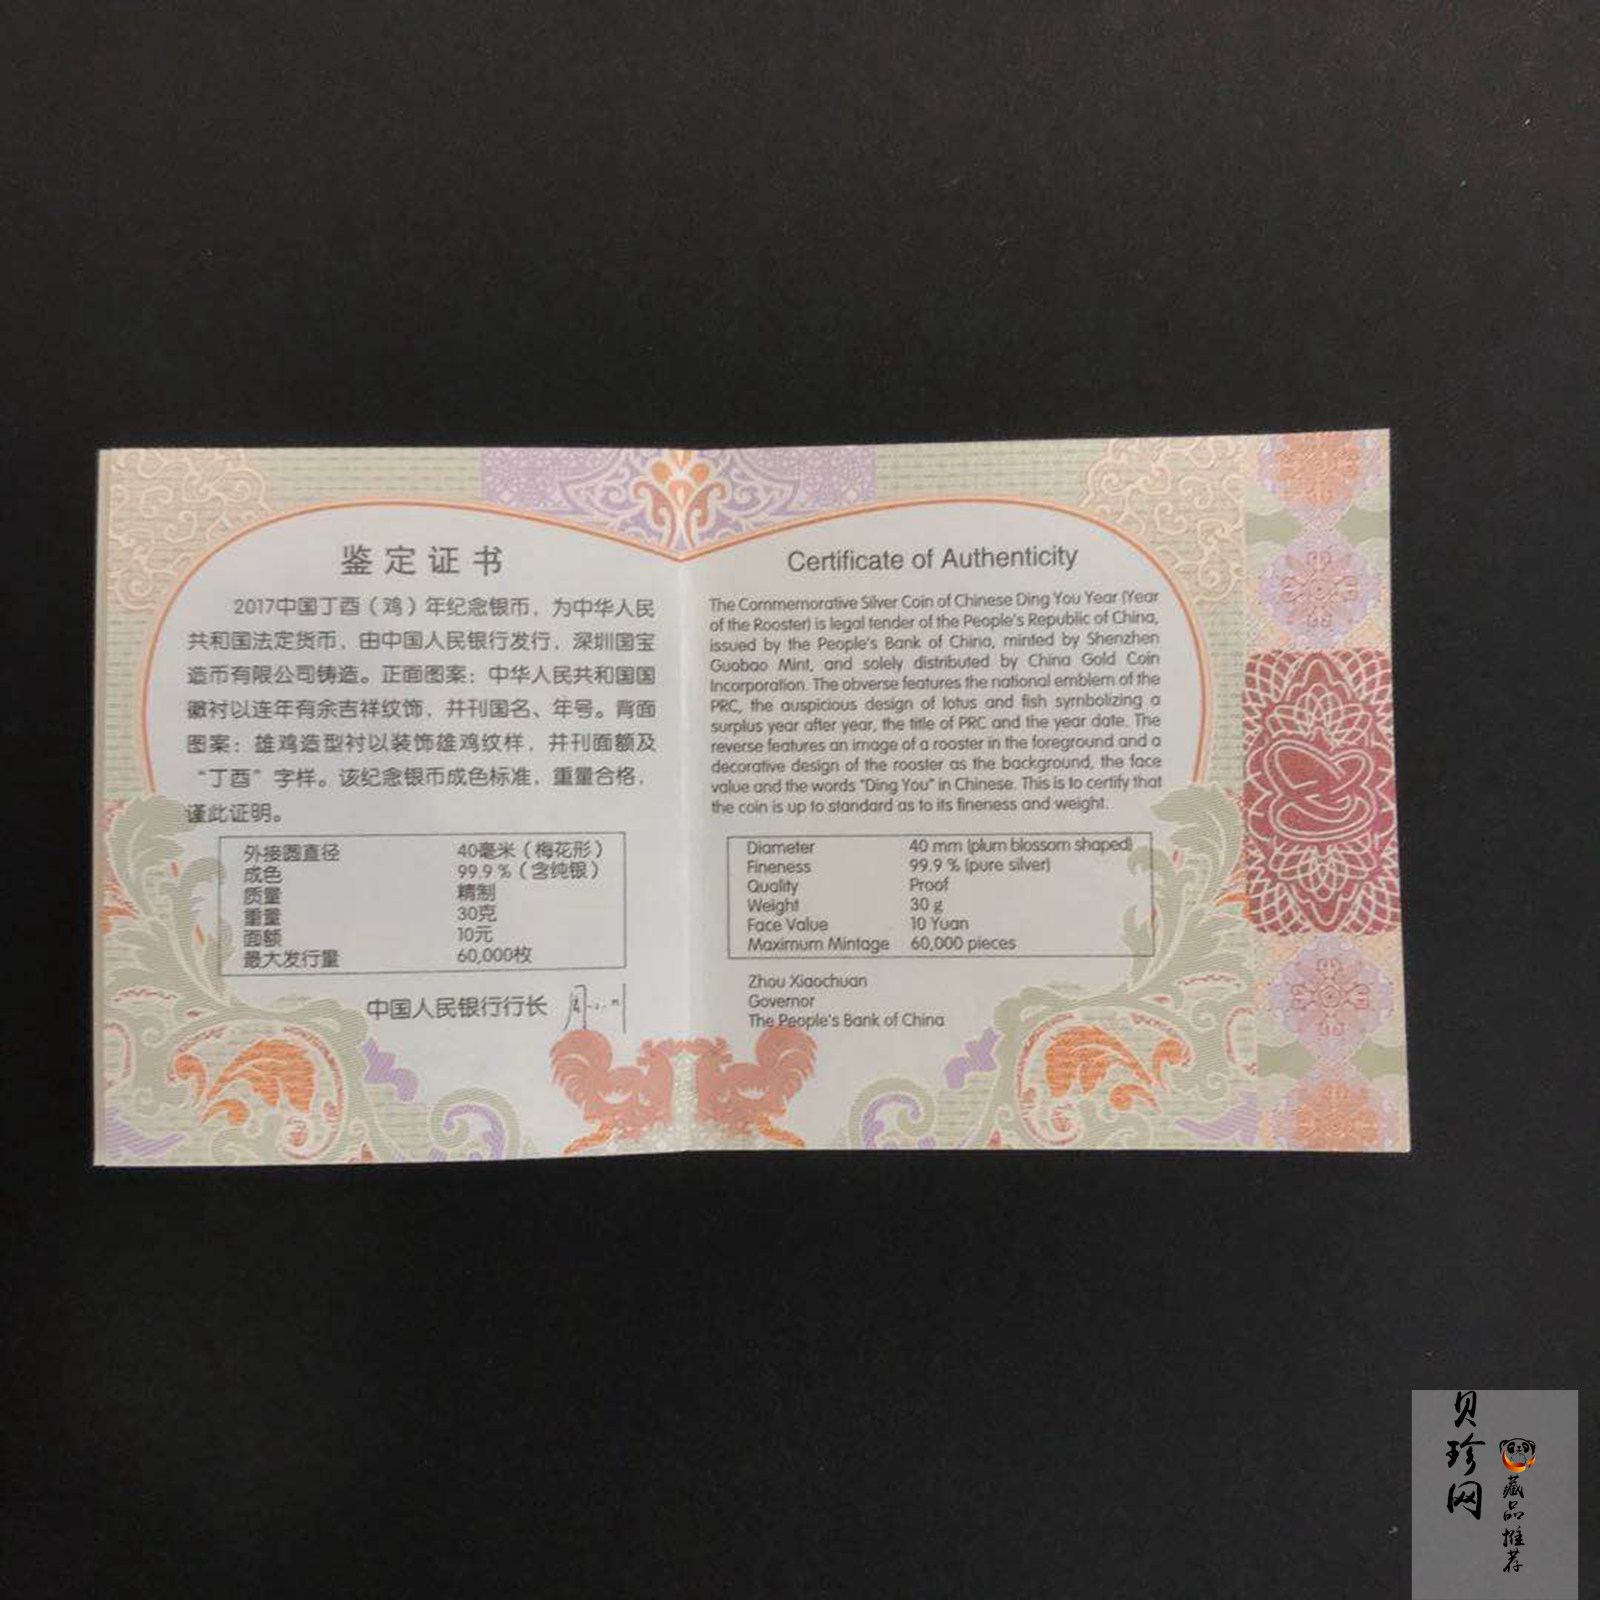 鉴定证书
2017中国丁酉（鸡）年纪念银币，为中华人民
共和国法定货币，由中国人民银行发行，深圳国宝
造币有限公司铸造。正面图案：中华人民共和国国
徽衬以连年有余吉祥纹饰，并刊国名、年号。背面
图案：雄鸡造型衬以装饰雄鸡纹样，并刊面额及
“丁酉”字样。该纪念银币成色标准，重量合格，
谨此证明。
外接圆直径 40毫米（梅花形）
成色 99.9％（含纯银）
质量 精制
重量 30克
面额 10元
最大发行量 60,000枚
中国人民银行行长
Certificate of Authenticity
The Commemorative Silver Coin of Chinese Ding You Year (Year
of the Rooster) is legal tender of the People's Republic of China,
issued by the People's Bank of China, minted by Shenzhen
Guobao Mint, and solely distributed by China Gold Coin
Incorporation. The obverse features the national emblem of the
PRC, the auspicious design of lotus and fish symbolizing a
surplus year after year, the title of PRC and the year date. The
reverse features an image of a rooster in the foreground and a
decorative design of the rooster as the background, the face
value and the words "Ding You" in Chinese. This is to certify that
the coin is up to standard as to its fineness and weight.
Diameter 40 mm (plum blossom shaped)
Fineness 99.9 % (pure silver)
Quality Proof
Weight 30 g
Face Value 10 Yuan
Maximum Mintage 60,000 pieces
Zhou Xiaochuan
Governor
The People's Bank of China
贝珍网
藏品推荐